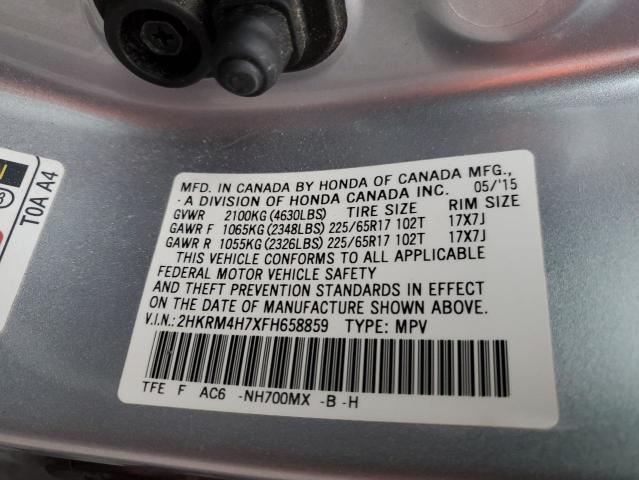 MFD. IN CANADA BY HONDA OF CANADA MFG.,
A DIVISION OF HONDA CANADA INC. 05/'15
GVWR 2100KG (4630LBS) TIRE SIZE RIM SIZE
GAWR F 1065KG (2348LBS) 225/65R17 102T 17X7J
GAWR R 1055KG (2326LBS) 225/65R17 102T 17X7J
THIS VEHICLE CONFORMS TO ALL APPLICABLE
FEDERAL MOTOR VEHICLE SAFETY
AND THEFT PREVENTION STANDARDS IN EFFECT
ON THE DATE OF MANUFACTURE SHOWN ABOVE.
V.I.N.: 2HKRM4H7XFH658859 TYPE: MPV
TFE F AC6 -NH700MX -B -H
T0A A4